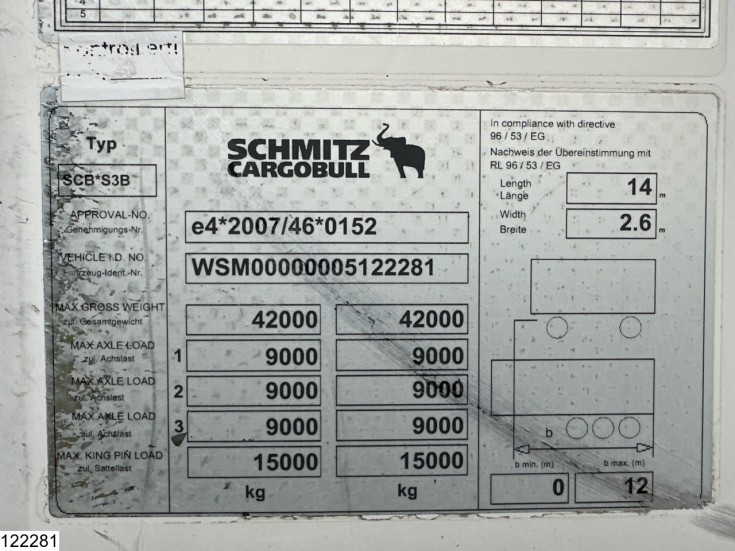 4
5
Typ
SCHMITZ
CARGOBULL
SCB*S3B
APPROVAL-NO.
Genehmigungs-Nr.
e4*2007/46*0152
VEHICLE I.D. NO.
Fahrzeug-Ident.-Nr.
WSM00000005122281
MAX.GROSS WEIGHT
zul. Gesamtgewicht
42000 42000
MAX.AXLE LOAD
zul. Achslast
1 9000 9000
MAX.AXLE LOAD
zul. Achslast
2 9000 9000
MAX.AXLE LOAD
zul. Achslast
3 9000 9000
MAX. KING PIN LOAD
zul. Sattellast
15000 15000
kg kg
In compliance with directive
96 / 53 / EG
Nachweis der Übereinstimmung mit
RL 96 / 53 / EG
Length
Länge
14 m
Width
Breite
2.6 m
b
b min. (m) b max. (m)
0 12
122281